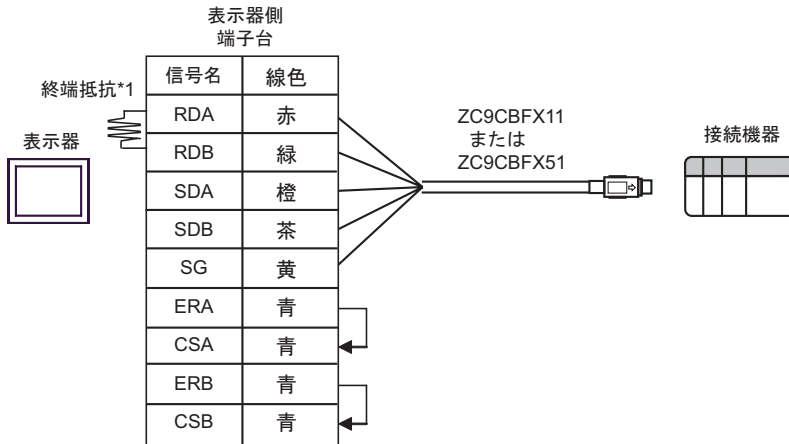 表示器側
端子台
終端抵抗*1
表示器
信号名 線色
RDA 赤
RDB 緑
SDA 橙
SDB 茶
SG 黄
ERA 青
CSA 青
ERB 青
CSB 青
ZC9CBFX11
または
ZC9CBFX51
接続機器